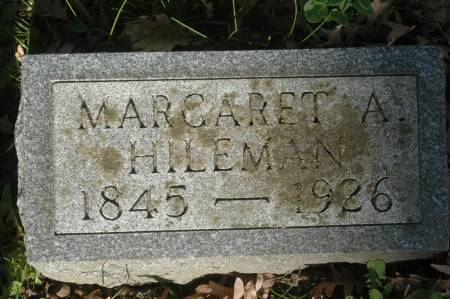 MARGARET A.
HILEMAN
1845 — 1926